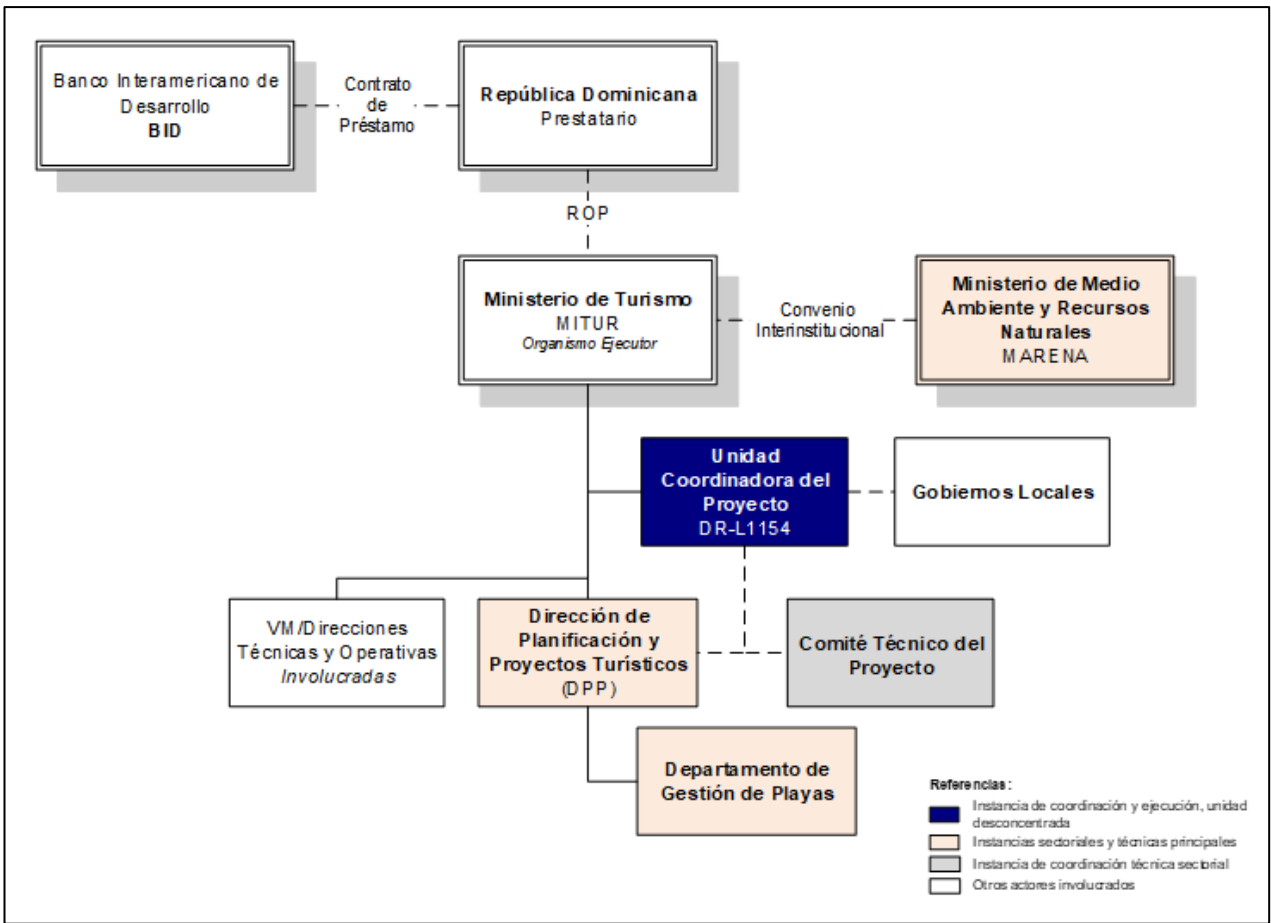 Banco Interamericano de
Desarrollo
BID
Contrato
de
Préstamo
República Dominicana
Prestatario
ROP
Ministerio de Turismo
MITUR
Organismo Ejecutor
Convenio
Interinstitucional
Ministerio de Medio
Ambiente y Recursos
Naturales
MARENA
Unidad
Coordinadora del
Proyecto
DR-L1154
Gobiernos Locales
VM/Direcciones
Técnicas y Operativas
Involucradas
Dirección de
Planificación y
Proyectos Turísticos
(DPP)
Comité Técnico del
Proyecto
Departamento de
Gestión de Playas
Referencias:
Instancia de coordinación y ejecución, unidad
desconcentrada
Instancias sectoriales y técnicas principales
Instancia de coordinación técnica sectorial
Otros actores involucrados